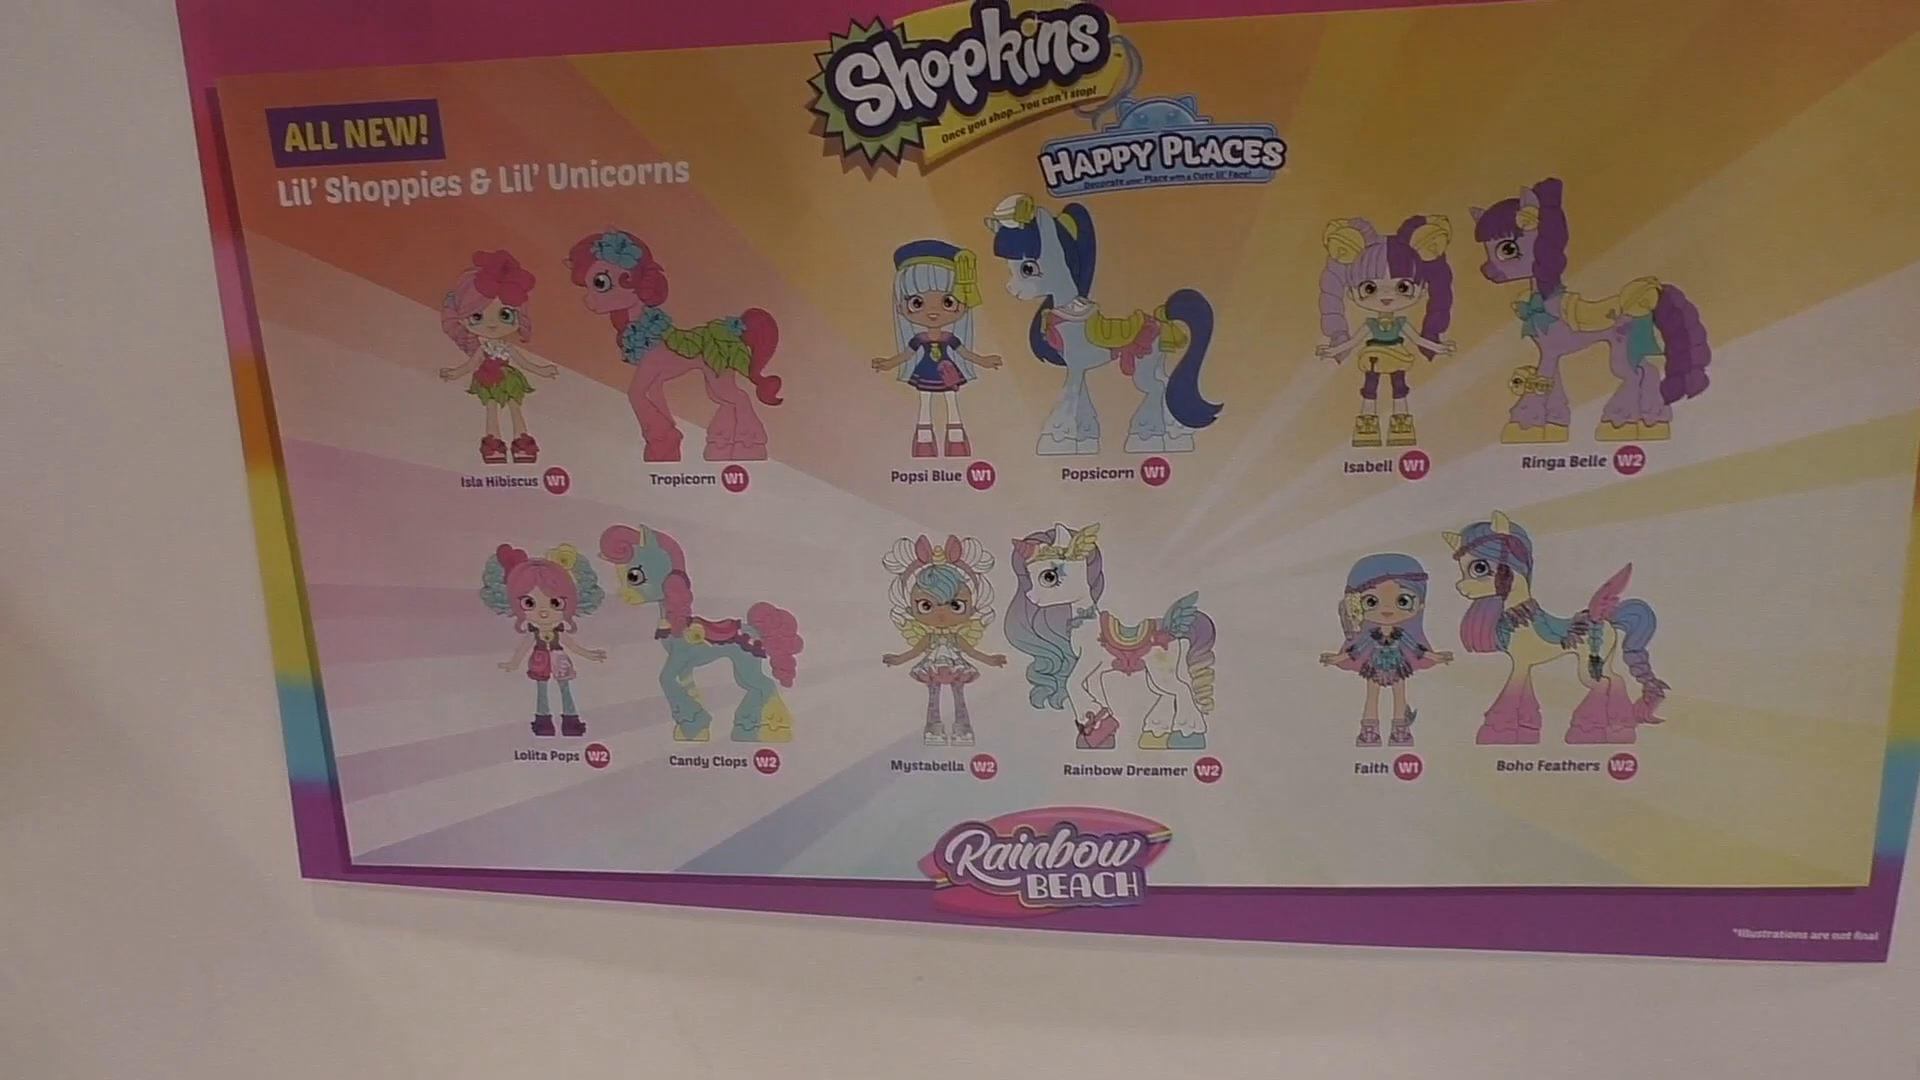 Shopkins
Once you shop...You can't stop!
HAPPY PLACES
Decorate your Place with a Cute Lil' Face!
ALL NEW!
Lil' Shoppies & Lil' Unicorns
Isla Hibiscus W1
Tropicorn W1
Popsi Blue W1
Popsicorn W1
Isabell W1
Ringa Belle W2
Lolita Pops W2
Candy Clops W2
Mystabella W2
Rainbow Dreamer W2
Faith W1
Boho Feathers W2
Rainbow
BEACH
*Illustrations are not final